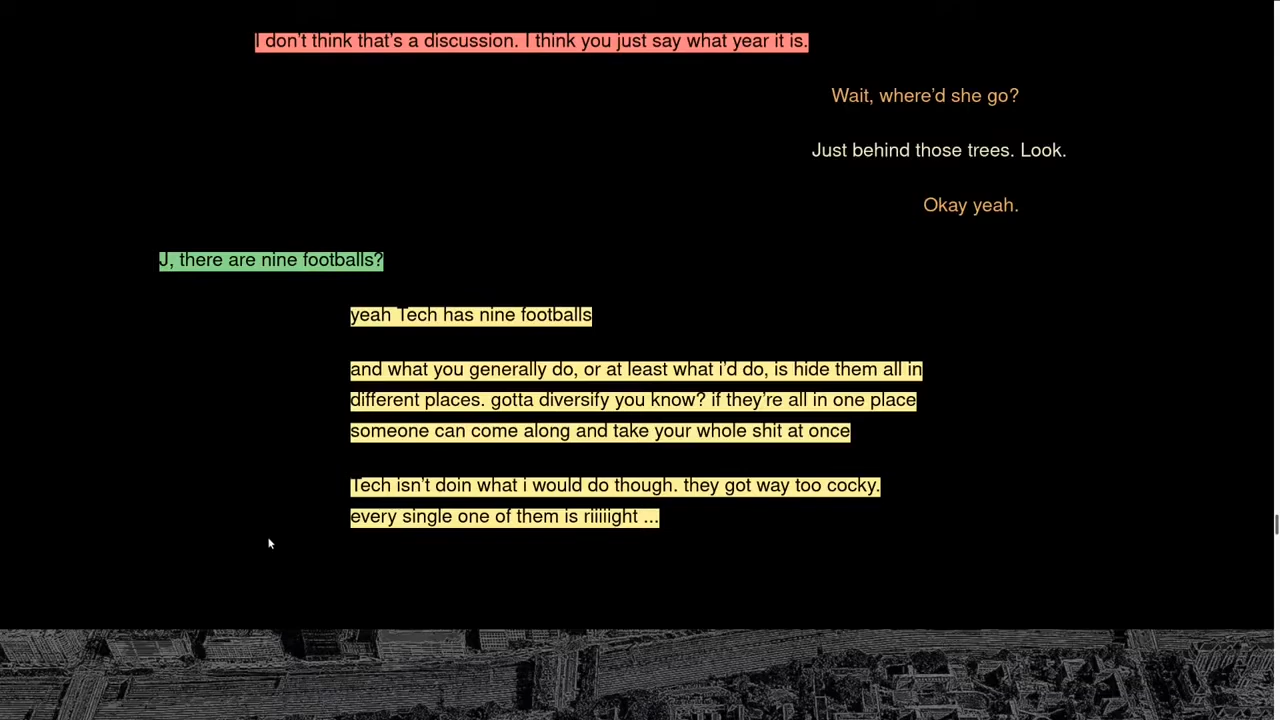 I don't think that's a discussion. I think you just say what year it is.
Wait, where'd she go?
Just behind those trees. Look.
Okay yeah.
J, there are nine footballs?
yeah Tech has nine footballs
and what you generally do, or at least what i'd do, is hide them all in
different places. gotta diversify you know? if they're all in one place
someone can come along and take your whole shit at once
Tech isn't doin what i would do though. they got way too cocky.
every single one of them is riiiiight ...